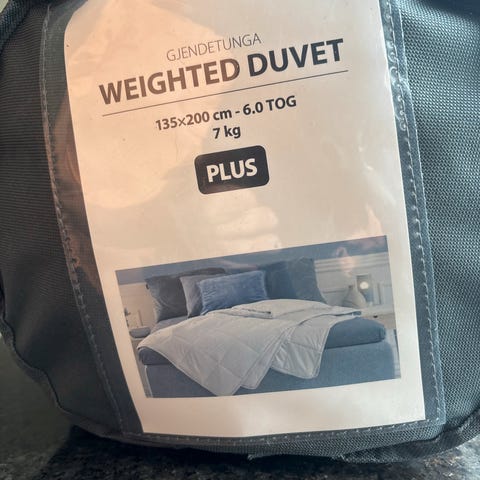 GJENDETUNGA
WEIGHTED DUVET
135×200 cm - 6.0 TOG
7 kg
PLUS